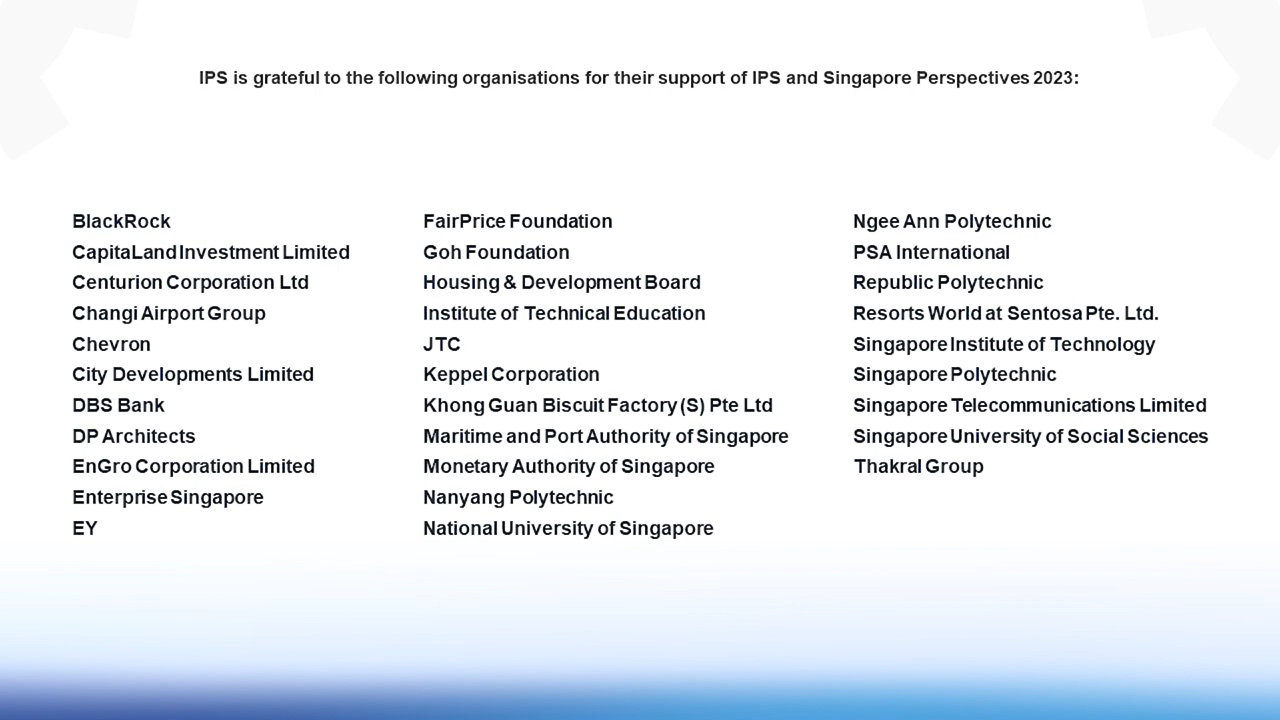 IPS is grateful to the following organisations for their support of IPS and Singapore Perspectives 2023:
BlackRock
CapitaLand Investment Limited
Centurion Corporation Ltd
Changi Airport Group
Chevron
City Developments Limited
DBS Bank
DP Architects
EnGro Corporation Limited
Enterprise Singapore
EY
FairPrice Foundation
Goh Foundation
Housing & Development Board
Institute of Technical Education
JTC
Keppel Corporation
Khong Guan Biscuit Factory (S) Pte Ltd
Maritime and Port Authority of Singapore
Monetary Authority of Singapore
Nanyang Polytechnic
National University of Singapore
Ngee Ann Polytechnic
PSA International
Republic Polytechnic
Resorts World at Sentosa Pte. Ltd.
Singapore Institute of Technology
Singapore Polytechnic
Singapore Telecommunications Limited
Singapore University of Social Sciences
Thakral Group